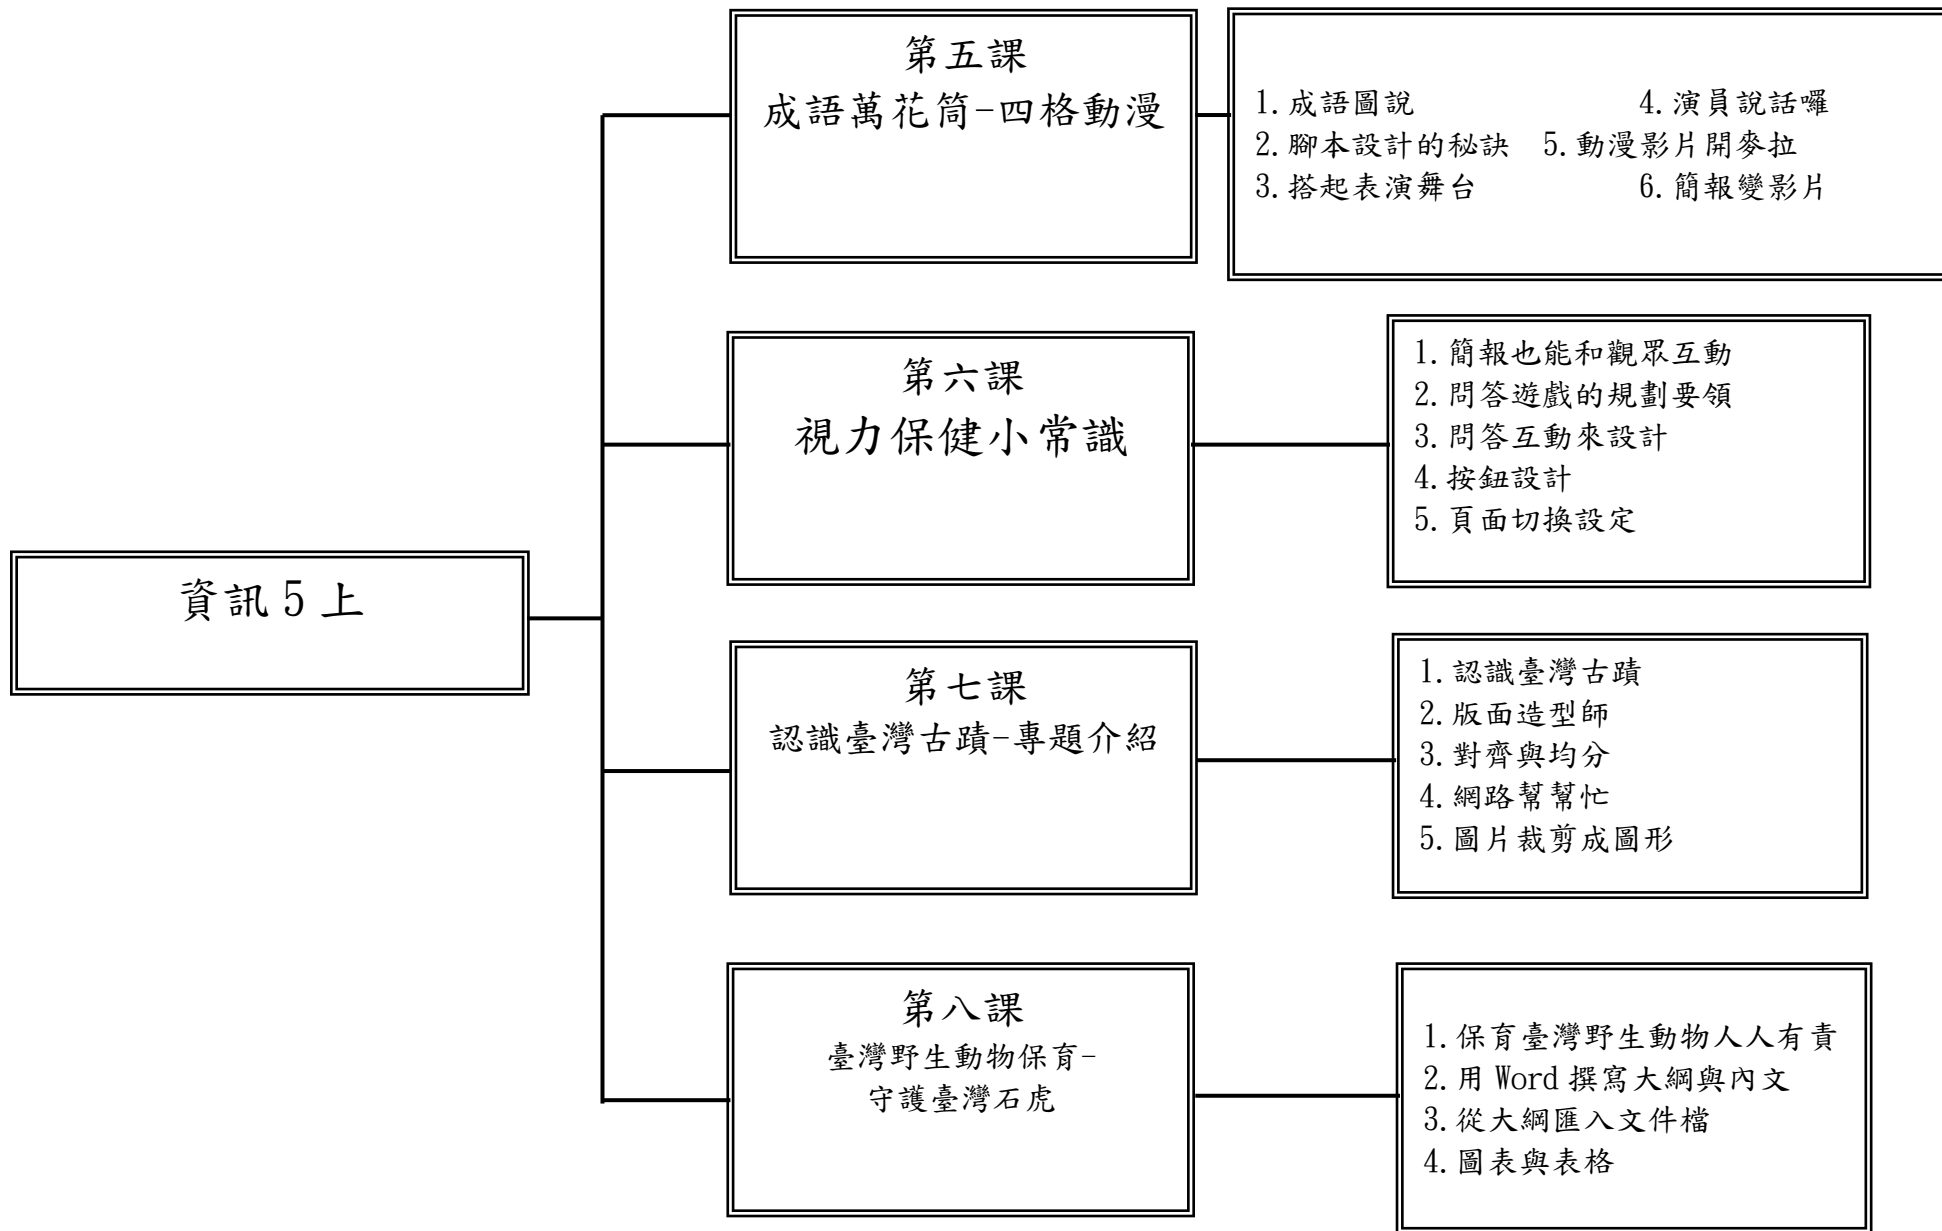 資訊5上
第五課
成語萬花筒-四格動漫
1.成語圖說 4.演員說話囉
2.腳本設計的秘訣 5.動漫影片開麥拉
3.搭起表演舞台 6.簡報變影片
第六課
視力保健小常識
1.簡報也能和觀眾互動
2.問答遊戲的規劃要領
3.問答互動來設計
4.按鈕設計
5.頁面切換設定
第七課
認識臺灣古蹟-專題介紹
1.認識臺灣古蹟
2.版面造型師
3.對齊與均分
4.網路幫幫忙
5.圖片裁剪成圖形
第八課
臺灣野生動物保育-
守護臺灣石虎
1.保育臺灣野生動物人人有責
2.用 Word 撰寫大綱與內文
3.從大綱匯入文件檔
4.圖表與表格